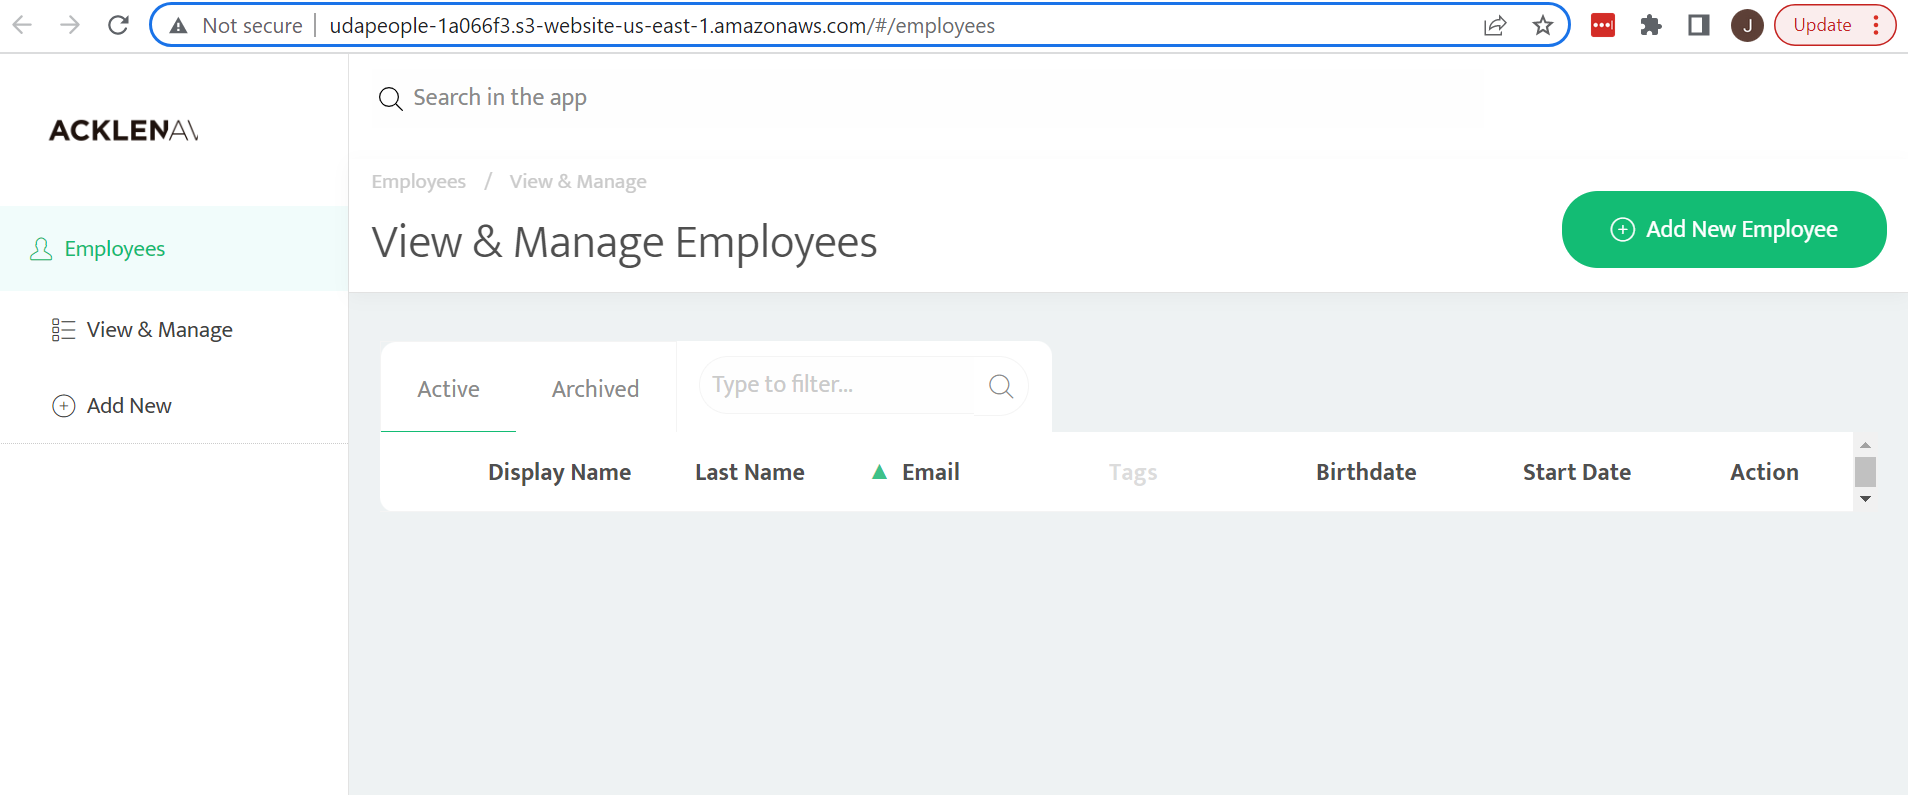 Not secure udapeople-1a066f3.s3-website-us-east-1.amazonaws.com/#/employees J Update
ACKLENAV
Search in the app
Employees / View & Manage
View & Manage Employees
Add New Employee
Employees
View & Manage
Add New
Active Archived Type to filter...
Display Name Last Name Email Tags Birthdate Start Date Action